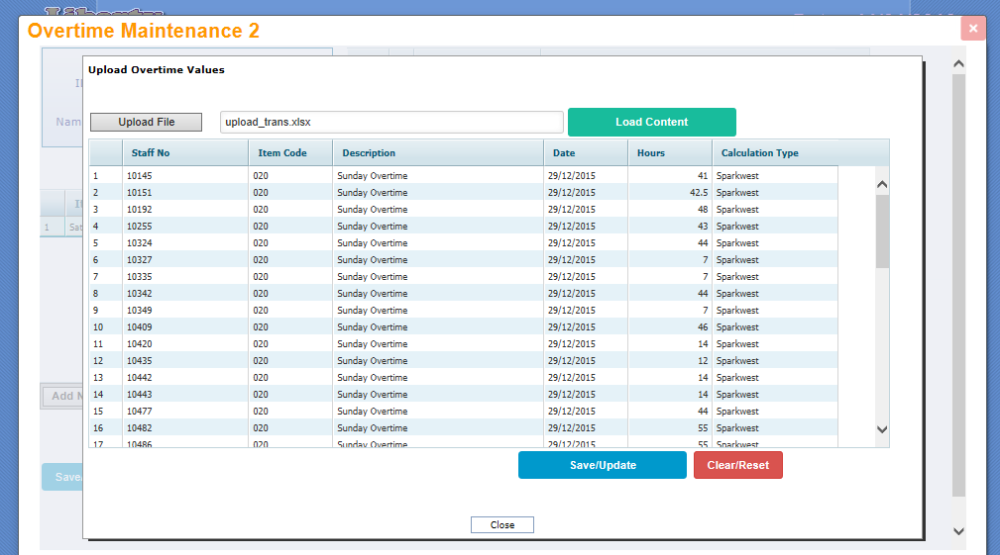 Overtime Maintenance 2
×
Upload Overtime Values
Upload File upload_trans.xlsx Load Content
Staff No Item Code Description Date Hours Calculation Type
1 10145 020 Sunday Overtime 29/12/2015 41 Sparkwest
2 10151 020 Sunday Overtime 29/12/2015 42.5 Sparkwest
3 10192 020 Sunday Overtime 29/12/2015 48 Sparkwest
4 10255 020 Sunday Overtime 29/12/2015 43 Sparkwest
5 10324 020 Sunday Overtime 29/12/2015 44 Sparkwest
6 10327 020 Sunday Overtime 29/12/2015 7 Sparkwest
7 10335 020 Sunday Overtime 29/12/2015 7 Sparkwest
8 10342 020 Sunday Overtime 29/12/2015 44 Sparkwest
9 10349 020 Sunday Overtime 29/12/2015 7 Sparkwest
10 10409 020 Sunday Overtime 29/12/2015 46 Sparkwest
11 10420 020 Sunday Overtime 29/12/2015 14 Sparkwest
12 10435 020 Sunday Overtime 29/12/2015 12 Sparkwest
13 10442 020 Sunday Overtime 29/12/2015 14 Sparkwest
14 10443 020 Sunday Overtime 29/12/2015 14 Sparkwest
15 10477 020 Sunday Overtime 29/12/2015 44 Sparkwest
16 10482 020 Sunday Overtime 29/12/2015 55 Sparkwest
17 10486 020 Sunday Overtime 29/12/2015 55 Sparkwest
Save/Update Clear/Reset
Close
Nam
1 Sat
Add N
Save/